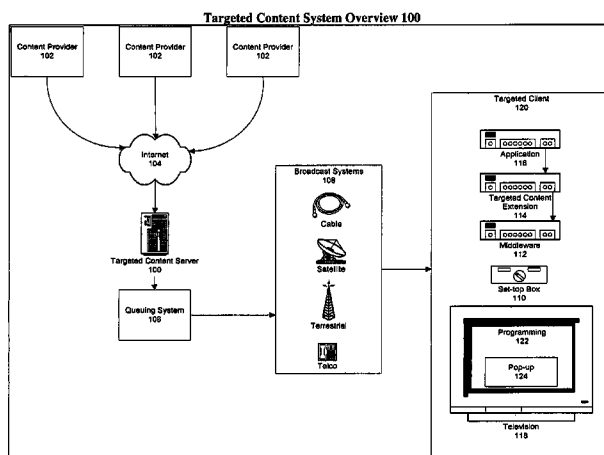 Targeted Content System Overview 100
Content Provider
102
Content Provider
102
Content Provider
102
Internet
104
Targeted Content Server
100
Queuing System
106
Broadcast Systems
108
Cable
Satellite
Terrestrial
Telco
Targeted Client
120
Application
116
Targeted Content
Extension
114
Middleware
112
Set-top Box
110
Programming
122
Pop-up
124
Television
118